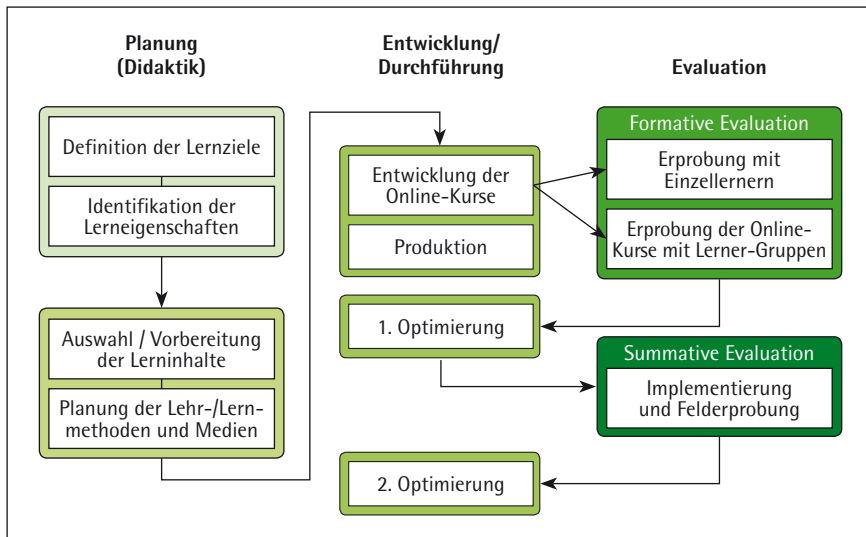 Planung
(Didaktik)
Definition der Lernziele
Identifikation der
Lerneigenschaften
Auswahl / Vorbereitung
der Lerninhalte
Planung der Lehr-/Lern-
methoden und Medien
Entwicklung/
Durchführung
Entwicklung der
Online-Kurse
Produktion
1. Optimierung
2. Optimierung
Evaluation
Formative Evaluation
Erprobung mit
Einzellernern
Erprobung der Online-
Kurse mit Lerner-Gruppen
Summative Evaluation
Implementierung
und Felderprobung